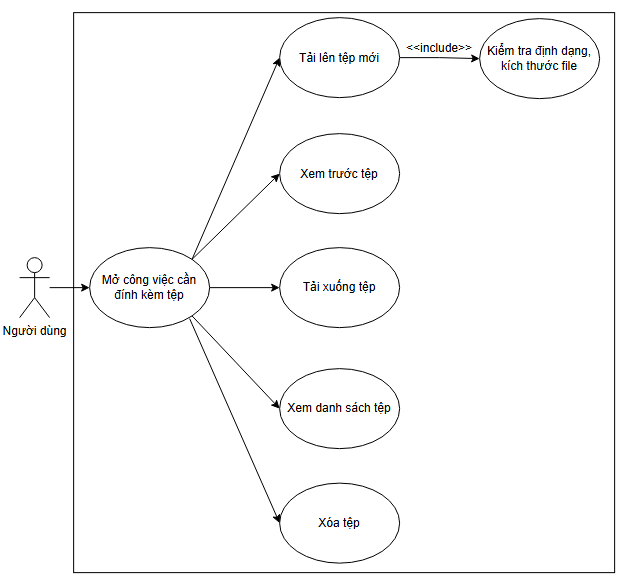 Tải lên tệp mới
<<include>>
Kiểm tra định dạng,
kích thước file
Xem trước tệp
Mở công việc cần
đính kèm tệp
Tải xuống tệp
Người dùng
Xem danh sách tệp
Xóa tệp